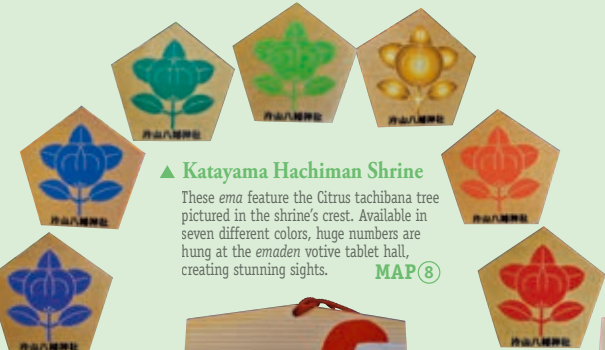 片山八幡神社
片山八幡神社
片山八幡神社
片山八幡神社
片山八幡神社
片山八幡神社
片山八幡神社
▲ Katayama Hachiman Shrine
These ema feature the Citrus tachibana tree
pictured in the shrine's crest. Available in
seven different colors, huge numbers are
hung at the emaden votive tablet hall,
creating stunning sights.
MAP⑧